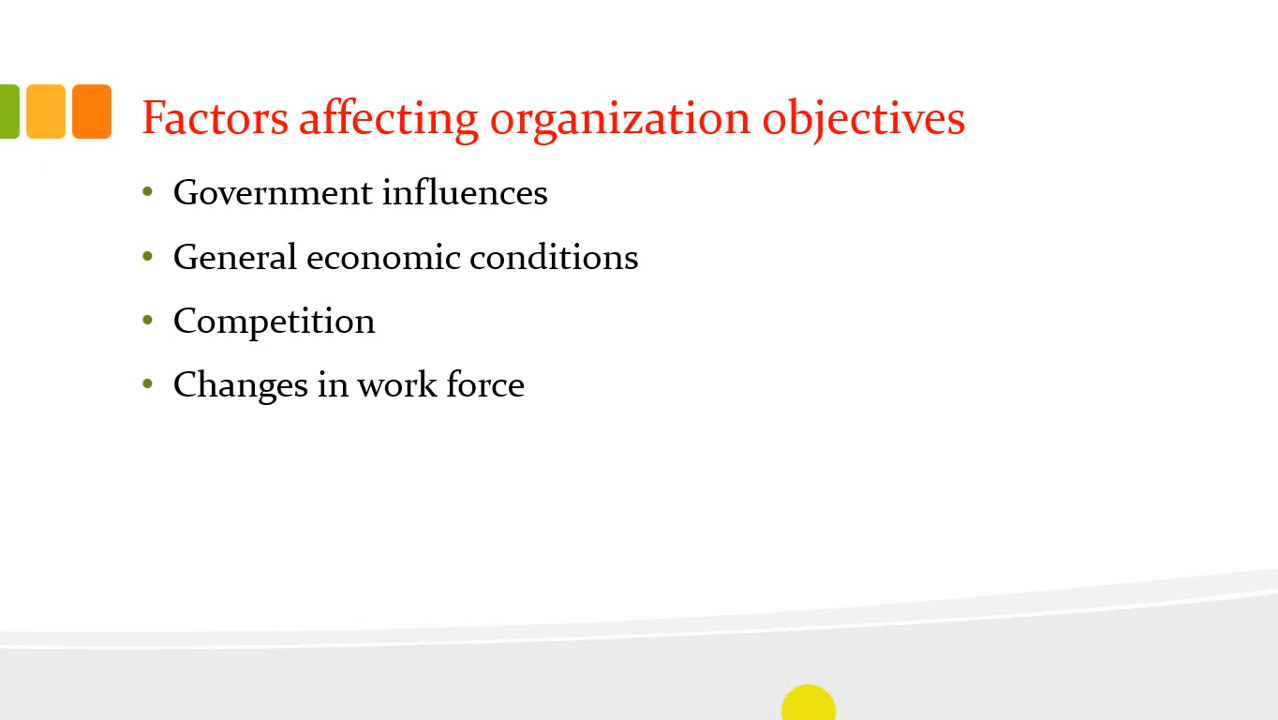 Factors affecting organization objectives
• Government influences
• General economic conditions
• Competition
• Changes in work force